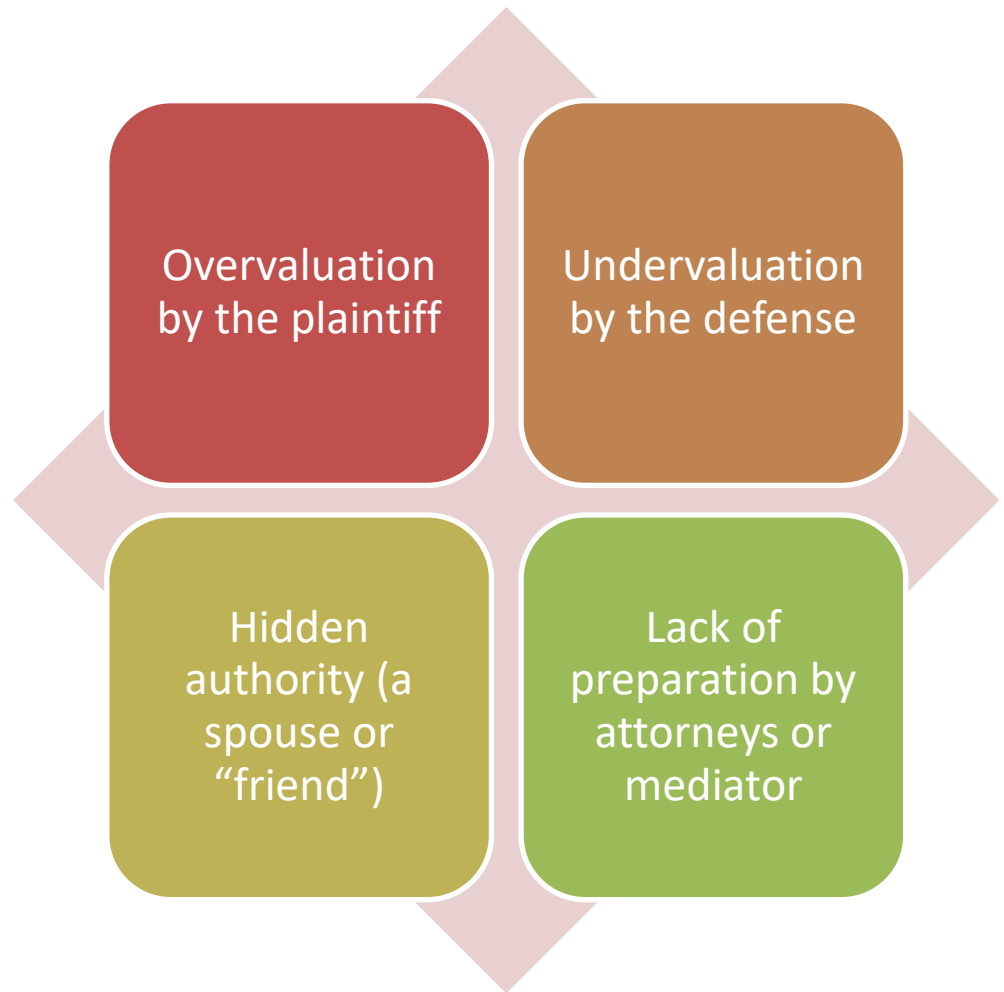 Overvaluation
by the plaintiff
Undervaluation
by the defense
Hidden
authority (a
spouse or
“friend”)
Lack of
preparation by
attorneys or
mediator